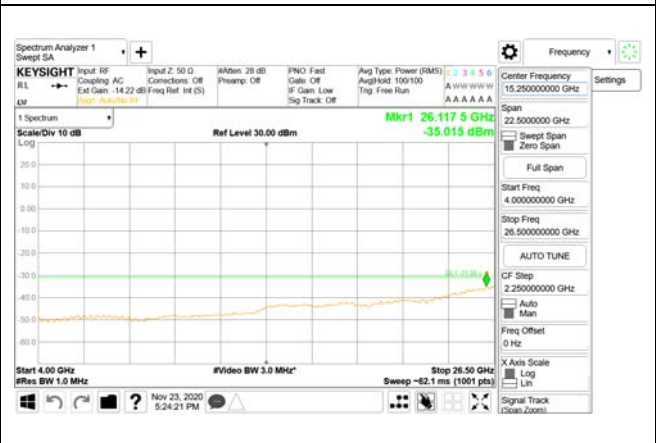 Spectrum Analyzer 1
Swept SA
Frequency
KEYSIGHT Input: RF Input Z: 50 Ω #Atten: 28 dB PNO: Fast Avg Type: Power (RMS) 1 2 3 4 5 6
RL Coupling: AC Corrections: Off Preamp: Off Gate: Off Avg|Hold: 100/100 A W W W W W
Ext Gain: -14.22 dB Freq Ref: Int (S) IF Gain: Low Trig: Free Run
Align: Auto/No RF Sig Track: Off A A A A A A
1 Spectrum
Mkr1 26.117 5 GHz
Scale/Div 10 dB Ref Level 30.00 dBm -35.015 dBm
Log
20.0
10.0
0.00
-10.0
-20.0
-30.0
-40.0
-50.0
-60.0
Start 4.00 GHz #Video BW 3.0 MHz* Stop 26.50 GHz
#Res BW 1.0 MHz Sweep ~62.1 ms (1001 pts)
Nov 23, 2020
5:24:21 PM
Center Frequency
15.250000000 GHz
Settings
Span
22.5000000 GHz
Swept Span
Zero Span
Full Span
Start Freq
4.000000000 GHz
Stop Freq
26.500000000 GHz
AUTO TUNE
CF Step
2.250000000 GHz
Auto
Man
Freq Offset
0 Hz
X Axis Scale
Log
Lin
Signal Track
(Span Zoom)